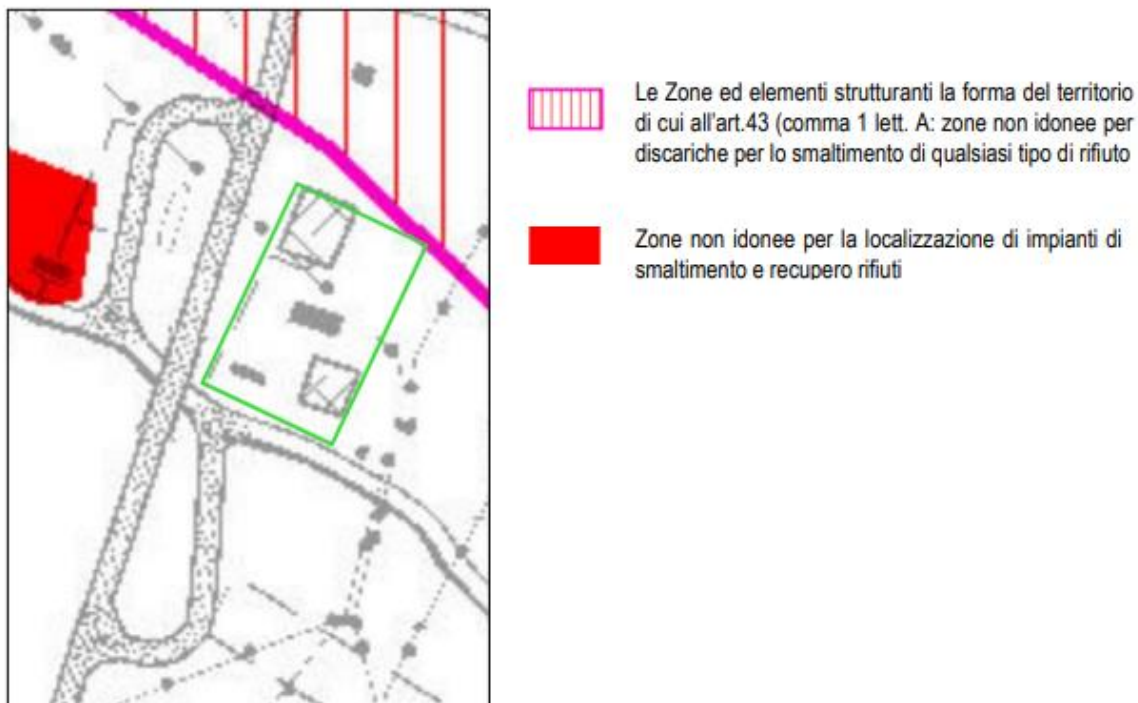 Le Zone ed elementi strutturanti la forma del territorio
di cui all'art.43 (comma 1 lett. A: zone non idonee per
discariche per lo smaltimento di qualsiasi tipo di rifiuto
Zone non idonee per la localizzazione di impianti di
smaltimento e recupero rifiuti